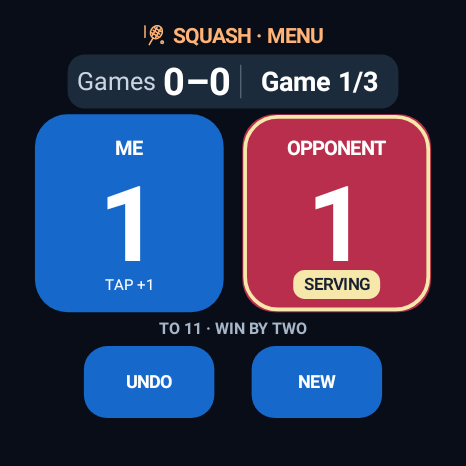 SQUASH · MENU
Games 0–0 Game 1/3
ME
1
TAP +1
OPPONENT
1
SERVING
TO 11 · WIN BY TWO
UNDO
NEW